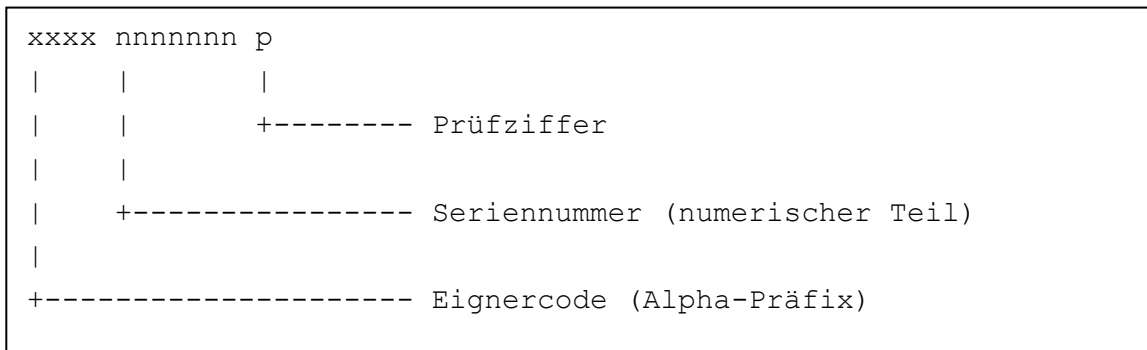 xxxx nnnnnnn p
|    |       |
|    |       +-------- Prüfziffer
|    |
|    +---------------- Seriennummer (numerischer Teil)
|
+--------------------- Eignercode (Alpha-Präfix)